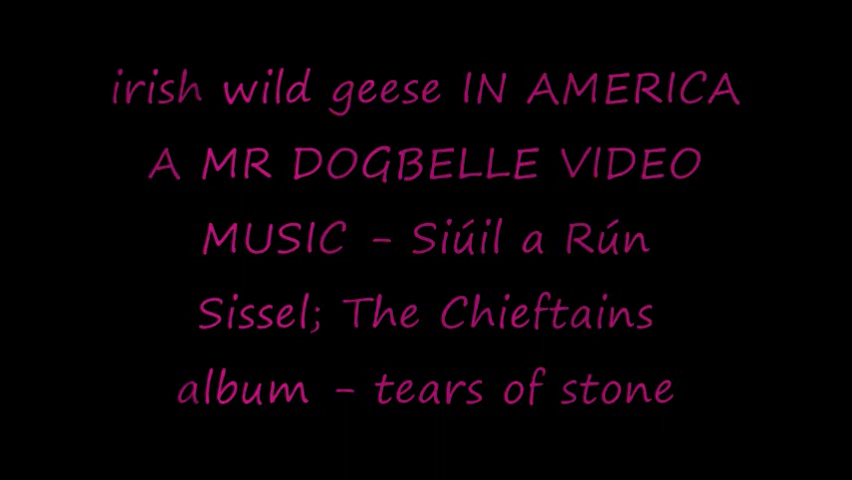 irish wild geese IN AMERICA
A MR DOGBELLE VIDEO
MUSIC - Siúil a Rún
Sissel; The Chieftains
album - tears of stone